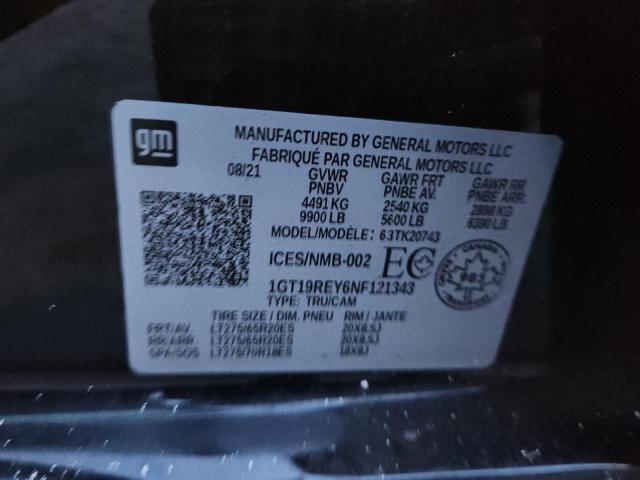 gm
MANUFACTURED BY GENERAL MOTORS LLC
FABRIQUÉ PAR GENERAL MOTORS LLC
08/21 GVWR GAWR FRT GAWR RR
PNBV PNBE AV. PNBE ARR.
4491 KG 2540 KG 2898 KG
9900 LB 5600 LB 6390 LB
MODEL/MODÈLE: 63TK20743
ICES/NMB-002 EC
1GT19REY6NF121343
TYPE: TRU/CAM
TIRE SIZE / DIM. PNEU RIM / JANTE
FRT/AV. LT275/65R20ES 20X8.5J
RR/ARR. LT275/65R20ES 20X8.5J
SPA/SOS LT275/70R18ES 18X8J
CANADA